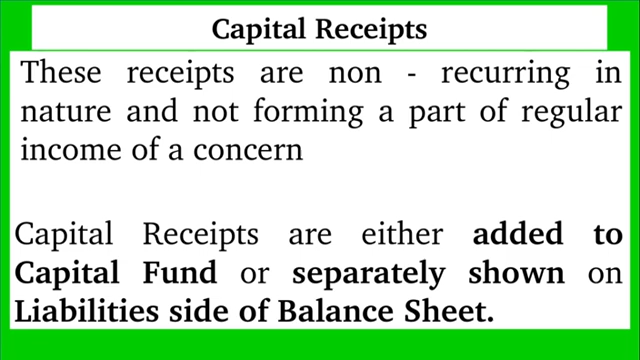 Capital Receipts
These receipts are non - recurring in
nature and not forming a part of regular
income of a concern
Capital Receipts are either added to
Capital Fund or separately shown on
Liabilities side of Balance Sheet.